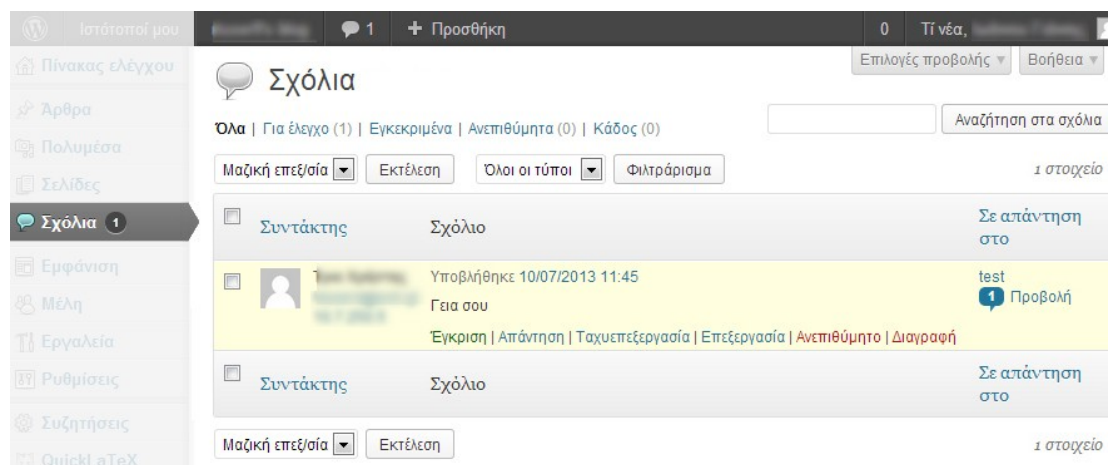 Ιστότοποί μου 1 + Προσθήκη 0 Τί νέα,
Πίνακας ελέγχου
Άρθρα
Πολυμέσα
Σελίδες
Σχόλια 1
Εμφάνιση
Μέλη
Εργαλεία
Ρυθμίσεις
Συζητήσεις
QuickLaTeX
Επιλογές προβολής Βοήθεια
Σχόλια
Όλα | Για έλεγχο (1) | Εγκεκριμένα | Ανεπιθύμητα (0) | Κάδος (0)
Αναζήτηση στα σχόλια
Μαζική επεξ/σία Εκτέλεση Όλοι οι τύποι Φιλτράρισμα 1 στοιχείο
Συντάκτης Σχόλιο Σε απάντηση
στο
Υποβλήθηκε 10/07/2013 11:45 test
Γεια σου 1 Προβολή
Έγκριση | Απάντηση | Ταχυεπεξεργασία | Επεξεργασία | Ανεπιθύμητο | Διαγραφή
Συντάκτης Σχόλιο Σε απάντηση
στο
Μαζική επεξ/σία Εκτέλεση 1 στοιχείο